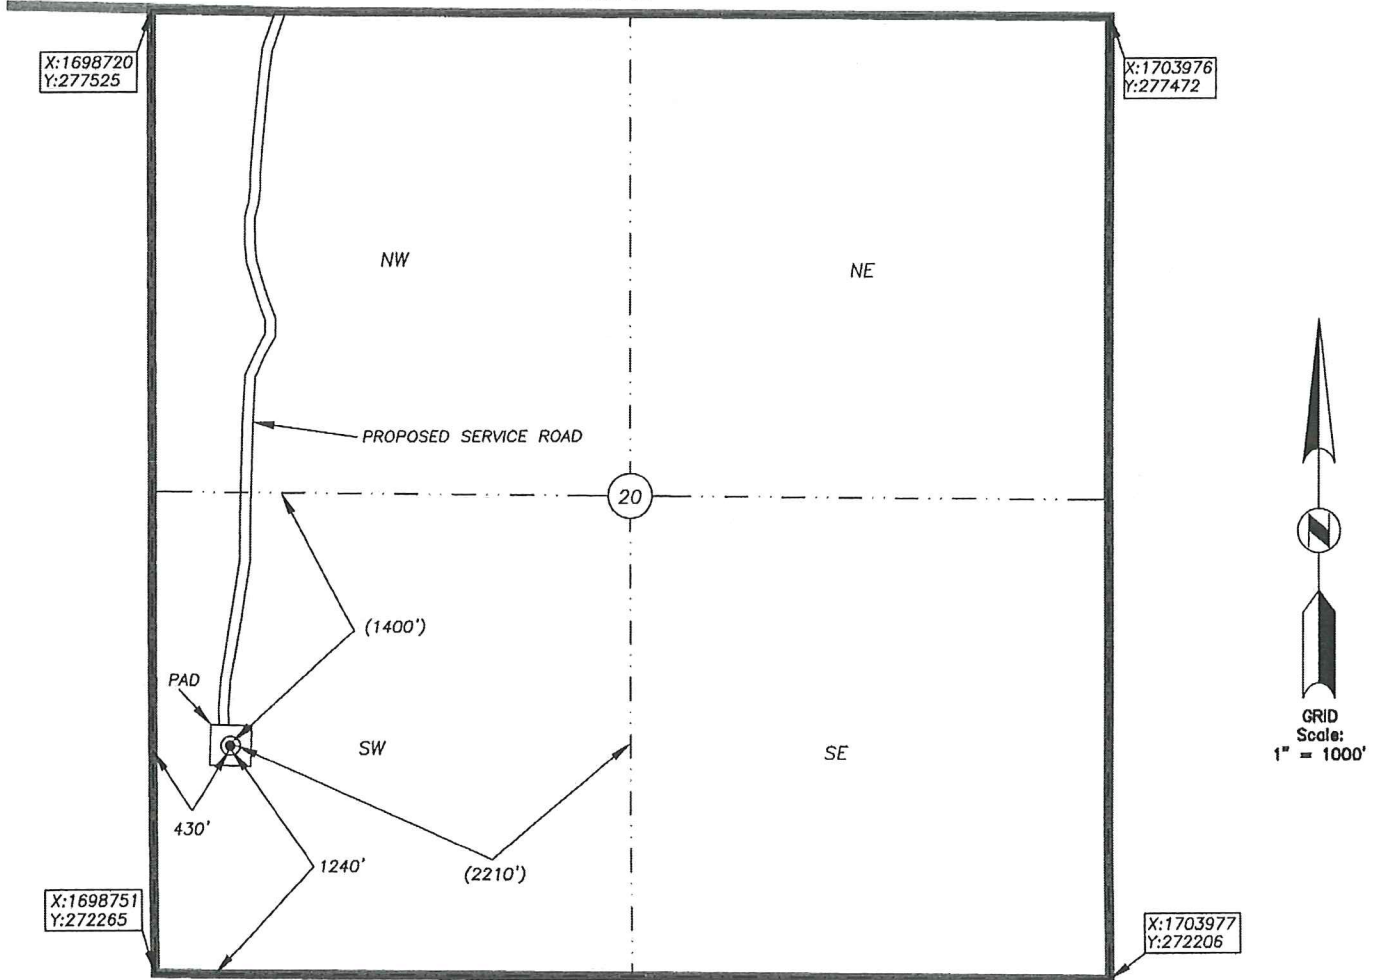 X:1698720
Y:277525
X:1703976
Y:277472
NW
NE
PROPOSED SERVICE ROAD
20
N
(1400')
PAD
SW
SE
GRID
Scale:
1" = 1000'
430'
1240'
(2210')
X:1698751
Y:272265
X:1703977
Y:272206